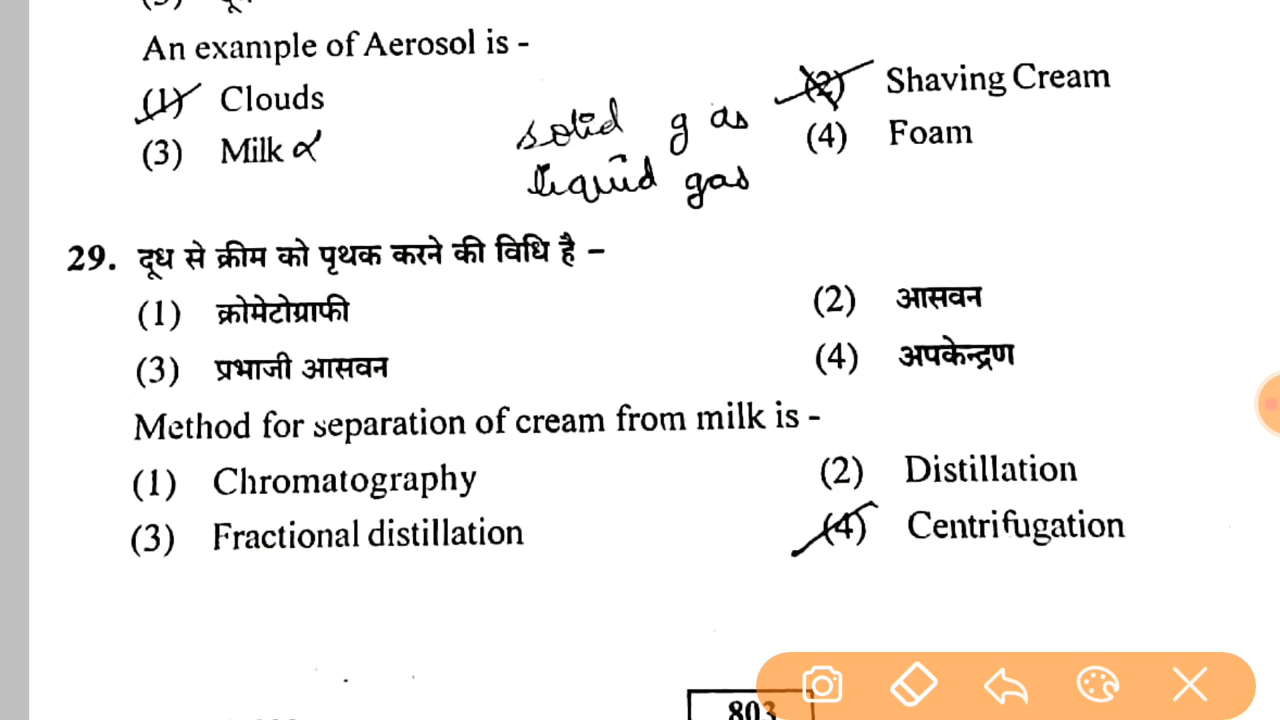 An example of Aerosol is -
(1) Clouds
(2) Shaving Cream
(3) Milk
(4) Foam
solid gas
liquid gas
29. दूध से क्रीम को पृथक करने की विधि है –
(1) क्रोमेटोग्राफी
(2) आसवन
(3) प्रभाजी आसवन
(4) अपकेन्द्रण
Method for separation of cream from milk is -
(1) Chromatography
(2) Distillation
(3) Fractional distillation
(4) Centrifugation
803